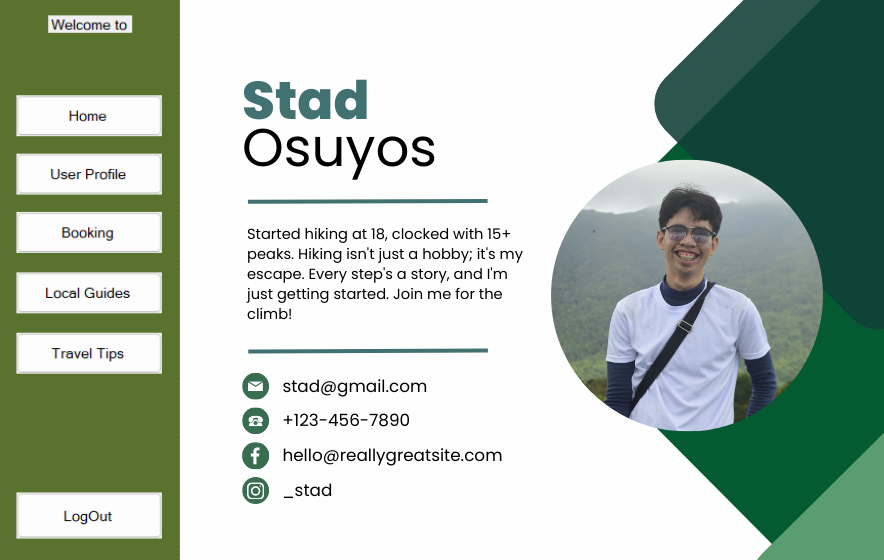 Welcome to
Home
User Profile
Booking
Local Guides
Travel Tips
LogOut
Stad
Osuyos
Started hiking at 18, clocked with 15+
peaks. Hiking isn't just a hobby; it's my
escape. Every step's a story, and I'm
just getting started. Join me for the
climb!
stad@gmail.com
+123-456-7890
hello@reallygreatsite.com
_stad